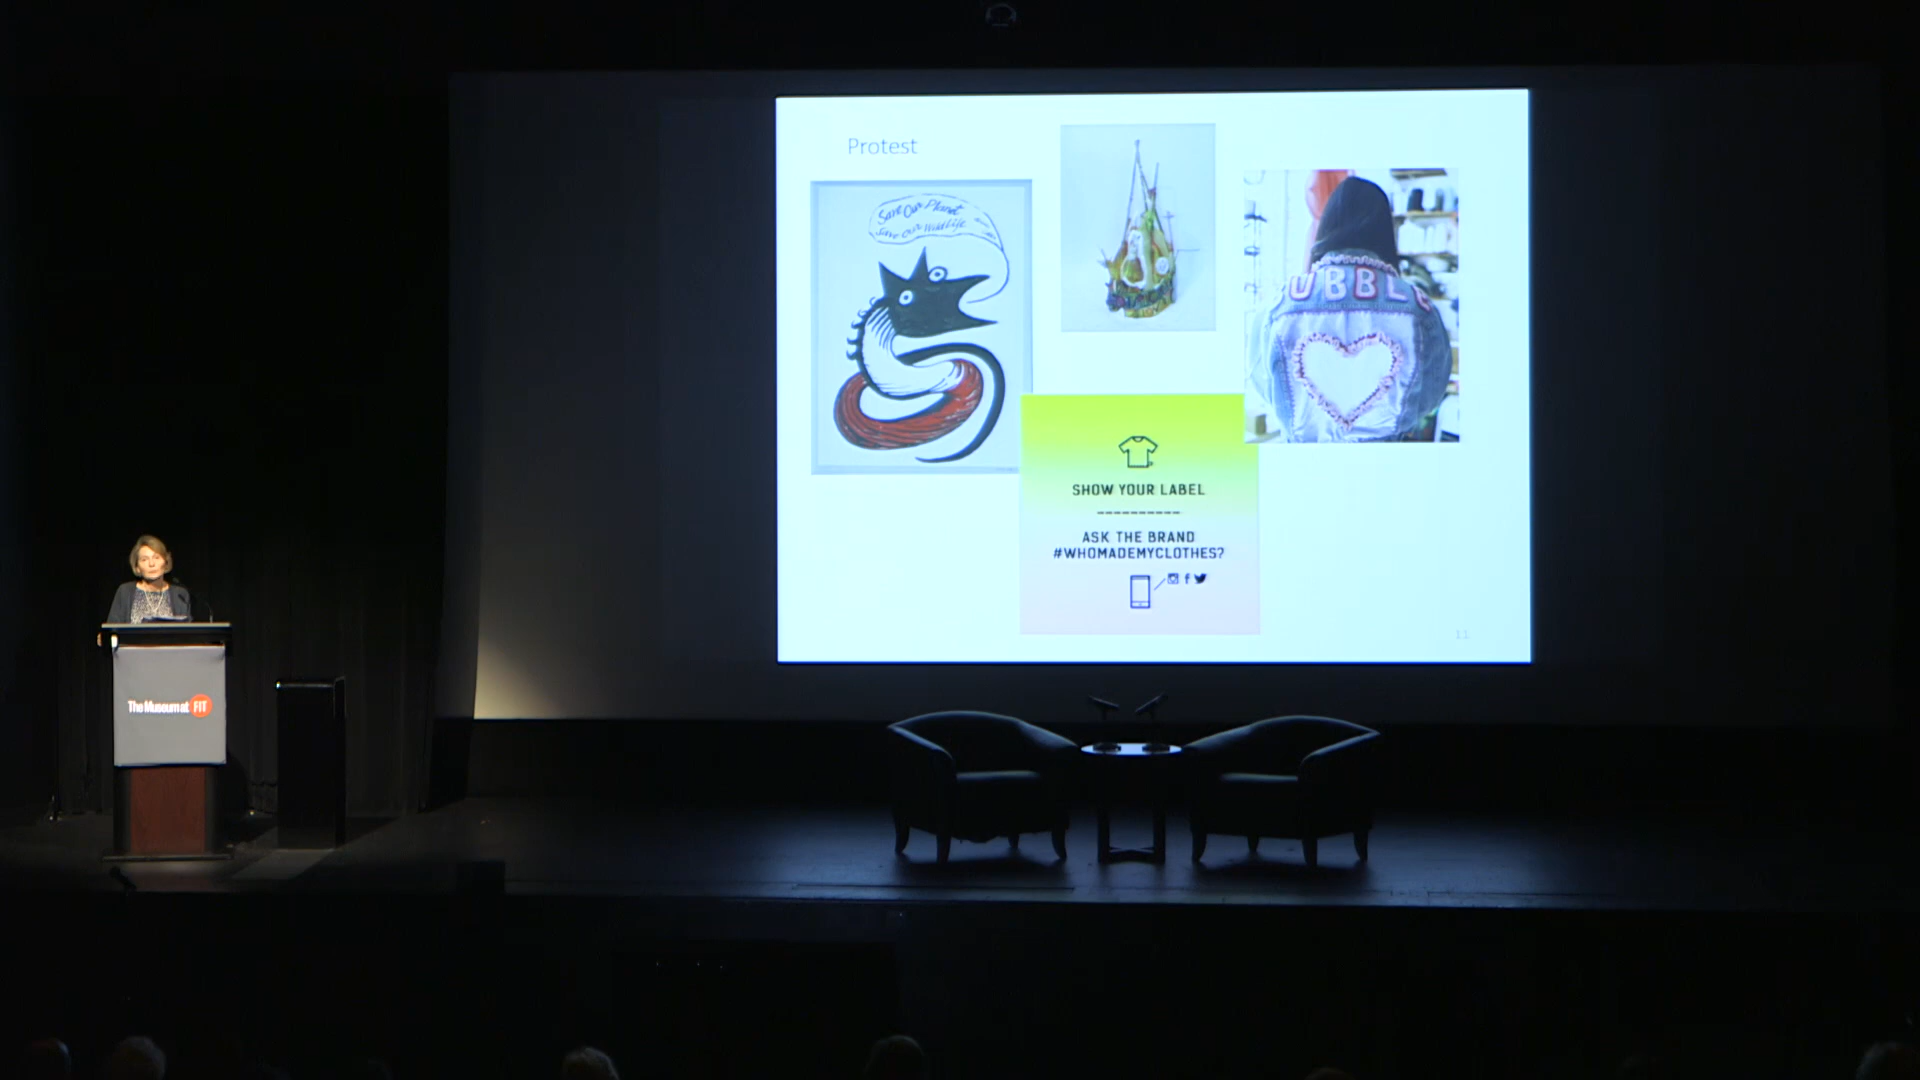 Protest
Save Our Planet
Save Our Wildlife
UBBL
SHOW YOUR LABEL
----------
ASK THE BRAND
#WHOMADEMYCLOTHES?
11
The Museum at FIT